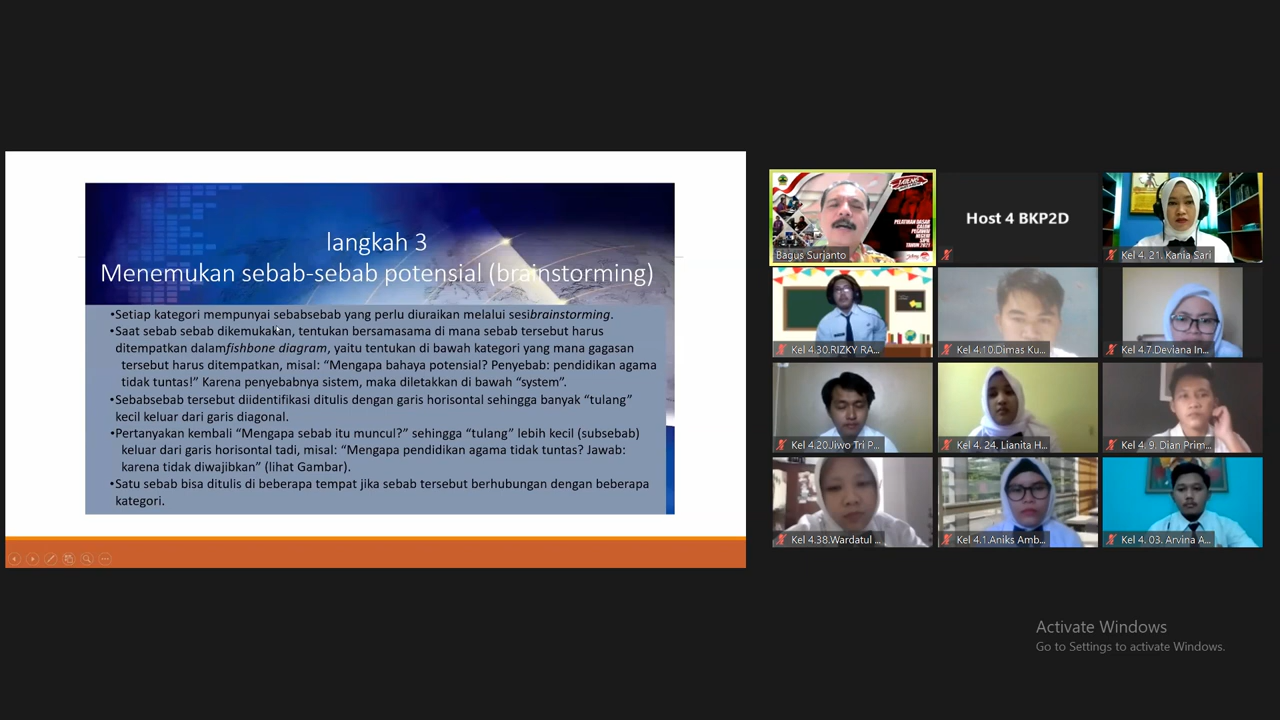 langkah 3
Menemukan sebab-sebab potensial (brainstorming)
•Setiap kategori mempunyai sebabsebab yang perlu diuraikan melalui sesibrainstorming.
•Saat sebab sebab dikemukakan, tentukan bersamasama di mana sebab tersebut harus
ditempatkan dalamfishbone diagram, yaitu tentukan di bawah kategori yang mana gagasan
tersebut harus ditempatkan, misal: “Mengapa bahaya potensial? Penyebab: pendidikan agama
tidak tuntas!” Karena penyebabnya sistem, maka diletakkan di bawah “system”.
•Sebabsebab tersebut diidentifikasi ditulis dengan garis horisontal sehingga banyak “tulang”
kecil keluar dari garis diagonal.
•Pertanyakan kembali “Mengapa sebab itu muncul?” sehingga “tulang” lebih kecil (subsebab)
keluar dari garis horisontal tadi, misal: “Mengapa pendidikan agama tidak tuntas? Jawab:
karena tidak diwajibkan” (lihat Gambar).
•Satu sebab bisa ditulis di beberapa tempat jika sebab tersebut berhubungan dengan beberapa
kategori.
PELATIHAN DASAR
CALON
PEGAWAI
NEGERI
SIPIL
TAHUN 2021
Bagus Surjanto
Host 4 BKP2D
Kel 4. 21. Kania Sari
Kel 4.30.RIZKY RA...
Kel 4.10.Dimas Ku...
Kel 4.7.Deviana In...
Kel 4.20.Jiwo Tri P...
Kel 4. 24. Lianita H...
Kel 4. 9. Dian Prim...
Kel 4.38.Wardatul ...
Kel 4.1.Aniks Amb...
Kel 4. 03. Arvina A...
Activate Windows
Go to Settings to activate Windows.